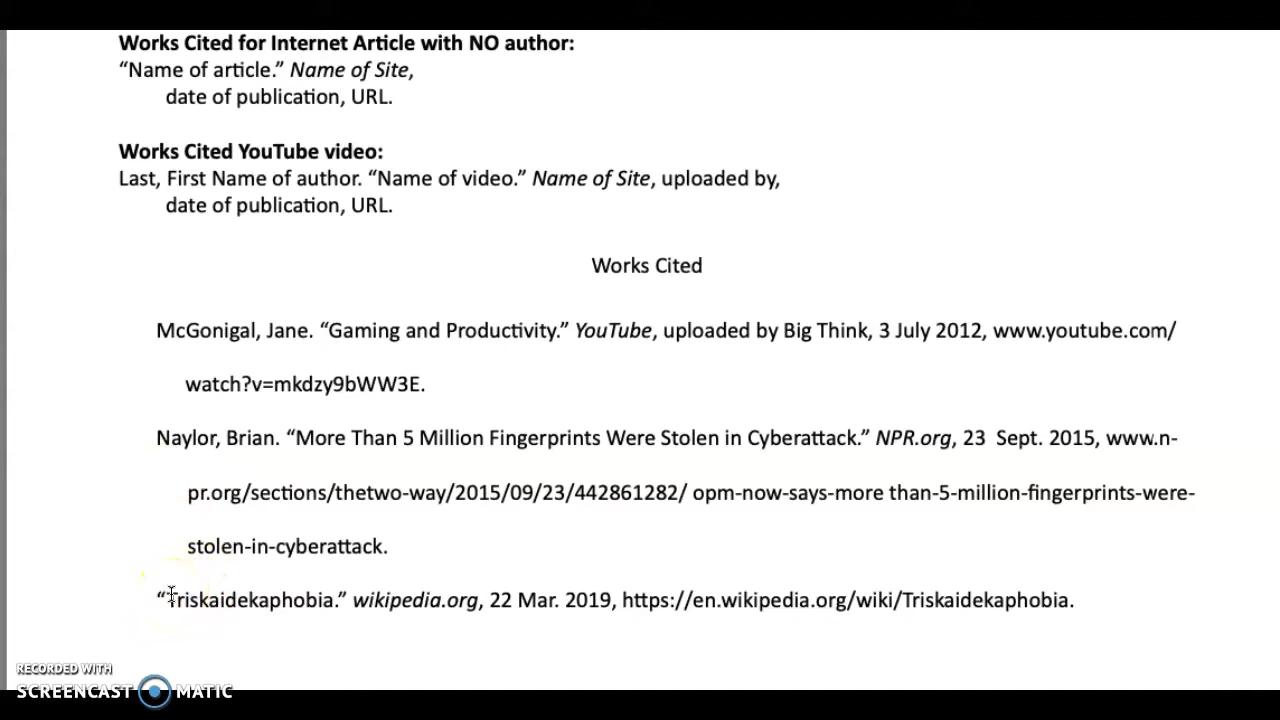 Works Cited for Internet Article with NO author:
“Name of article.” Name of Site,
date of publication, URL.
Works Cited YouTube video:
Last, First Name of author. “Name of video.” Name of Site, uploaded by,
date of publication, URL.
Works Cited
McGonigal, Jane. “Gaming and Productivity.” YouTube, uploaded by Big Think, 3 July 2012, www.youtube.com/
watch?v=mkdzy9bWW3E.
Naylor, Brian. “More Than 5 Million Fingerprints Were Stolen in Cyberattack.” NPR.org, 23  Sept. 2015, www.n-
pr.org/sections/thetwo-way/2015/09/23/442861282/ opm-now-says-more than-5-million-fingerprints-were-
stolen-in-cyberattack.
“Triskaidekaphobia.” wikipedia.org, 22 Mar. 2019, https://en.wikipedia.org/wiki/Triskaidekaphobia.
RECORDED WITH
SCREENCAST MATIC